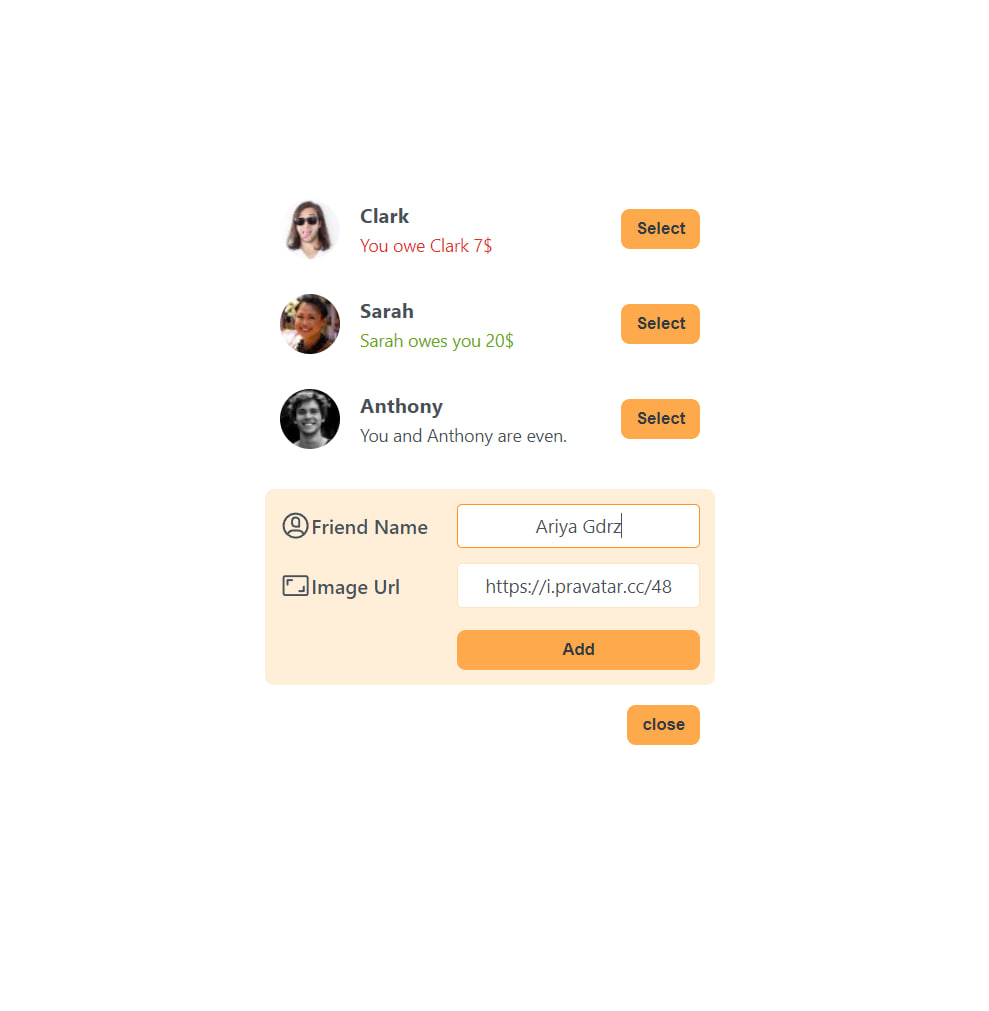 Clark
You owe Clark 7$
Select
Sarah
Sarah owes you 20$
Select
Anthony
You and Anthony are even.
Select
Friend Name
Ariya Gdrz
Image Url
https://i.pravatar.cc/48
Add
close